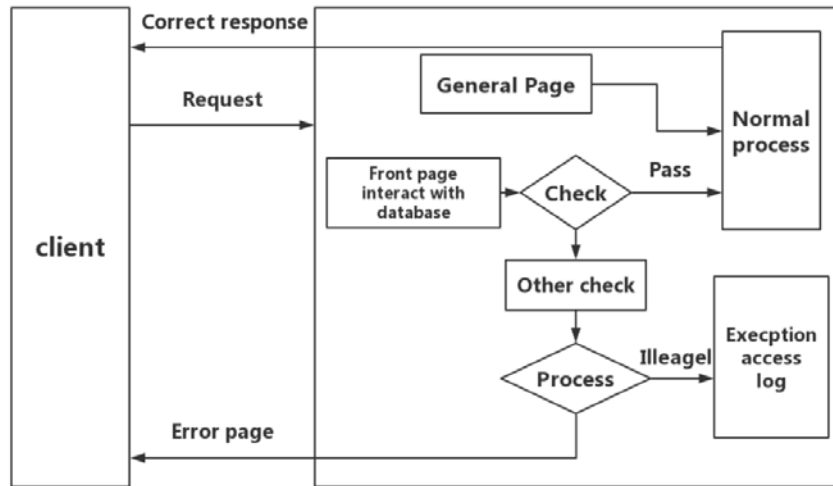 Correct response
General Page
Request
Normal
process
Front page
interact with
database
Check
Pass
client
Other check
Execption
access
log
Process
Illeagel
Error page